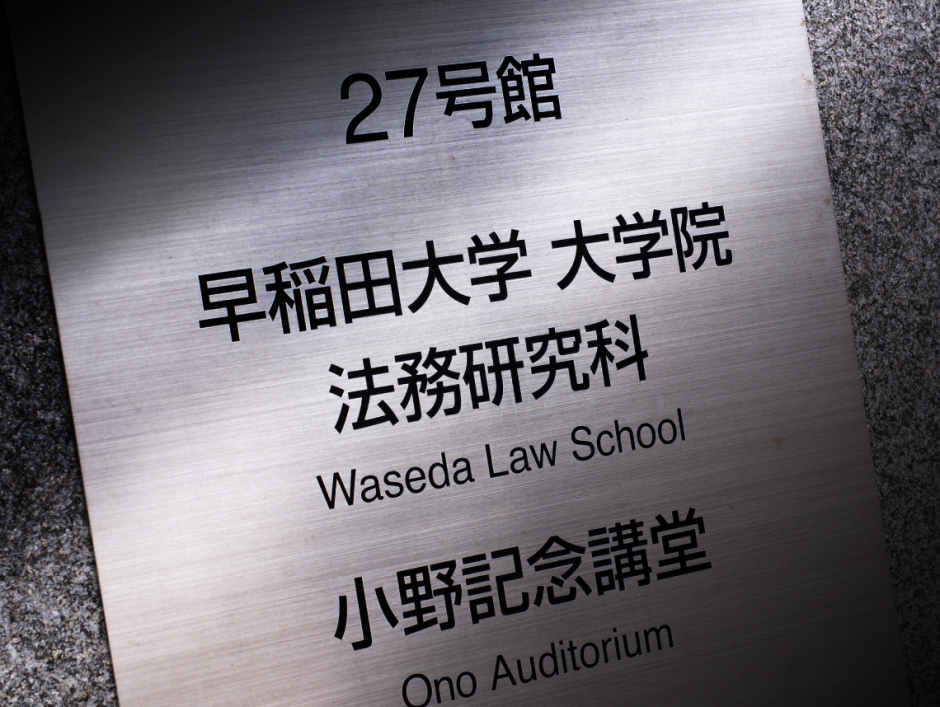 27号館
早稲田大学 大学院
法務研究科
Waseda Law School
小野記念講堂
Ono Auditorium